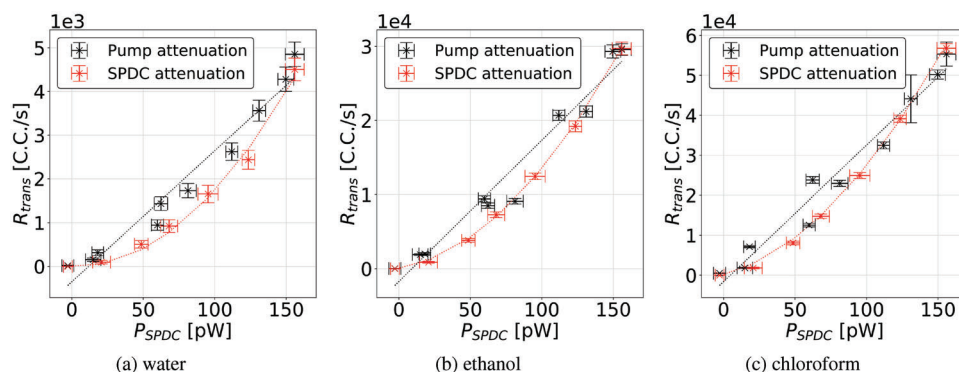 1e3
5
4
3
2
1
0
R_trans [C.C./s]
Pump attenuation
SPDC attenuation
0 50 100 150
P_SPDC [pW]
(a) water
1e4
3
2
1
0
R_trans [C.C./s]
Pump attenuation
SPDC attenuation
0 50 100 150
P_SPDC [pW]
(b) ethanol
1e4
6
5
4
3
2
1
0
R_trans [C.C./s]
Pump attenuation
SPDC attenuation
0 50 100 150
P_SPDC [pW]
(c) chloroform